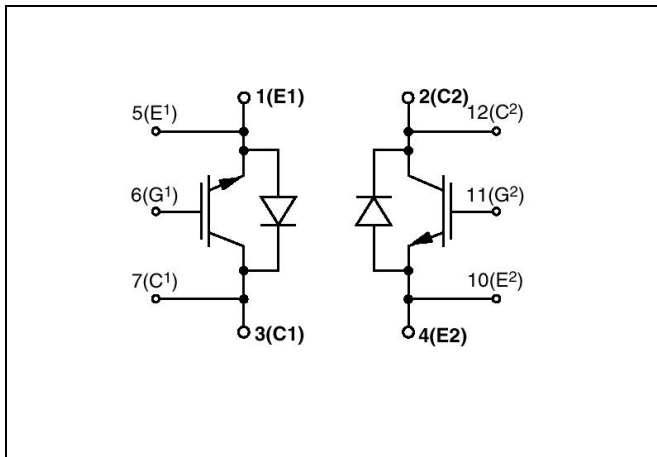 1(E1)
2(C2)
5(E¹)
12(C²)
6(G¹)
11(G²)
7(C¹)
10(E²)
3(C1)
4(E2)